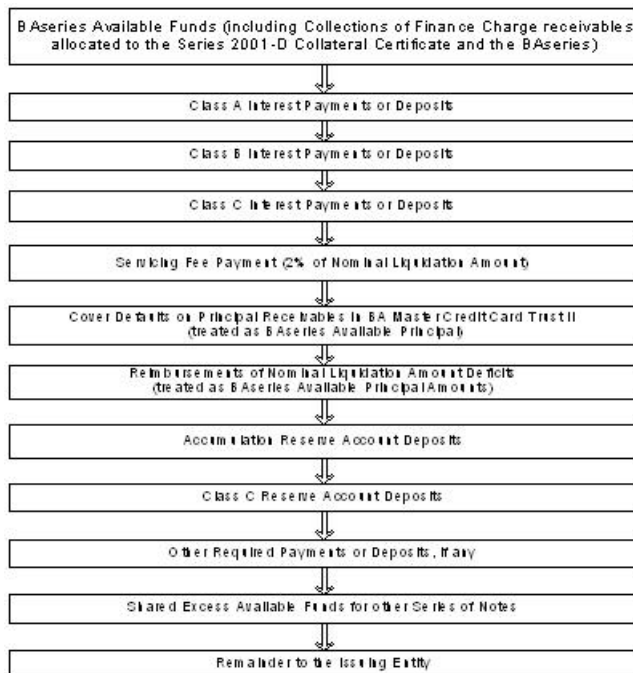 BAseries Available Funds (including Collections of Finance Charge receivables
allocated to the Series 2001-D Collateral Certificate and the BAseries)
Class A Interest Payments or Deposits
Class B Interest Payments or Deposits
Class C Interest Payments or Deposits
Servicing Fee Payment (2% of Nominal Liquidation Amount)
Cover Defaults on Principal Receivables in BA Master Credit Card Trust II
(treated as BAseries Available Principal)
Reimbursements of Nominal Liquidation Amount Deficits
(treated as BAseries Available Principal Amounts)
Accumulation Reserve Account Deposits
Class C Reserve Account Deposits
Other Required Payments or Deposits, if any
Shared Excess Available Funds for other Series of Notes
Remainder to the Issuing Entity